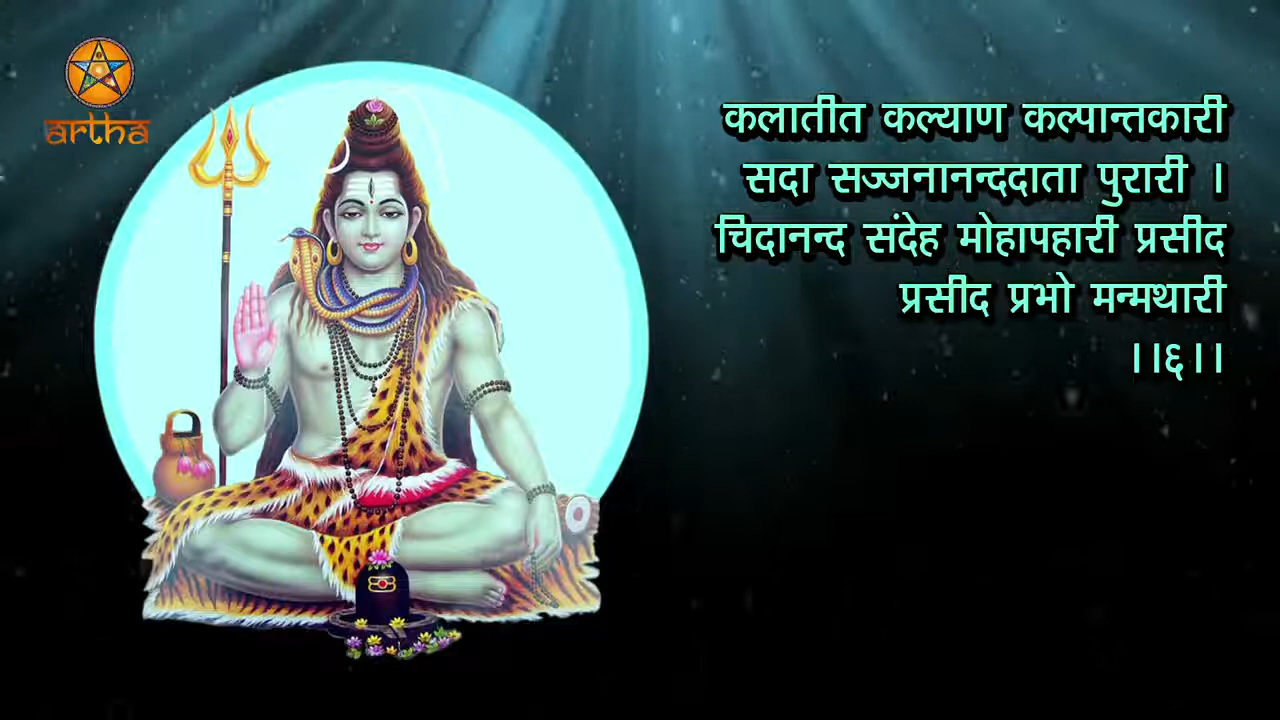 artha
कलातीत कल्याण कल्पान्तकारी
सदा सज्जनानन्ददाता पुरारी ।
चिदानन्द संदेह मोहापहारी प्रसीद
प्रसीद प्रभो मन्मथारी
।।६।।